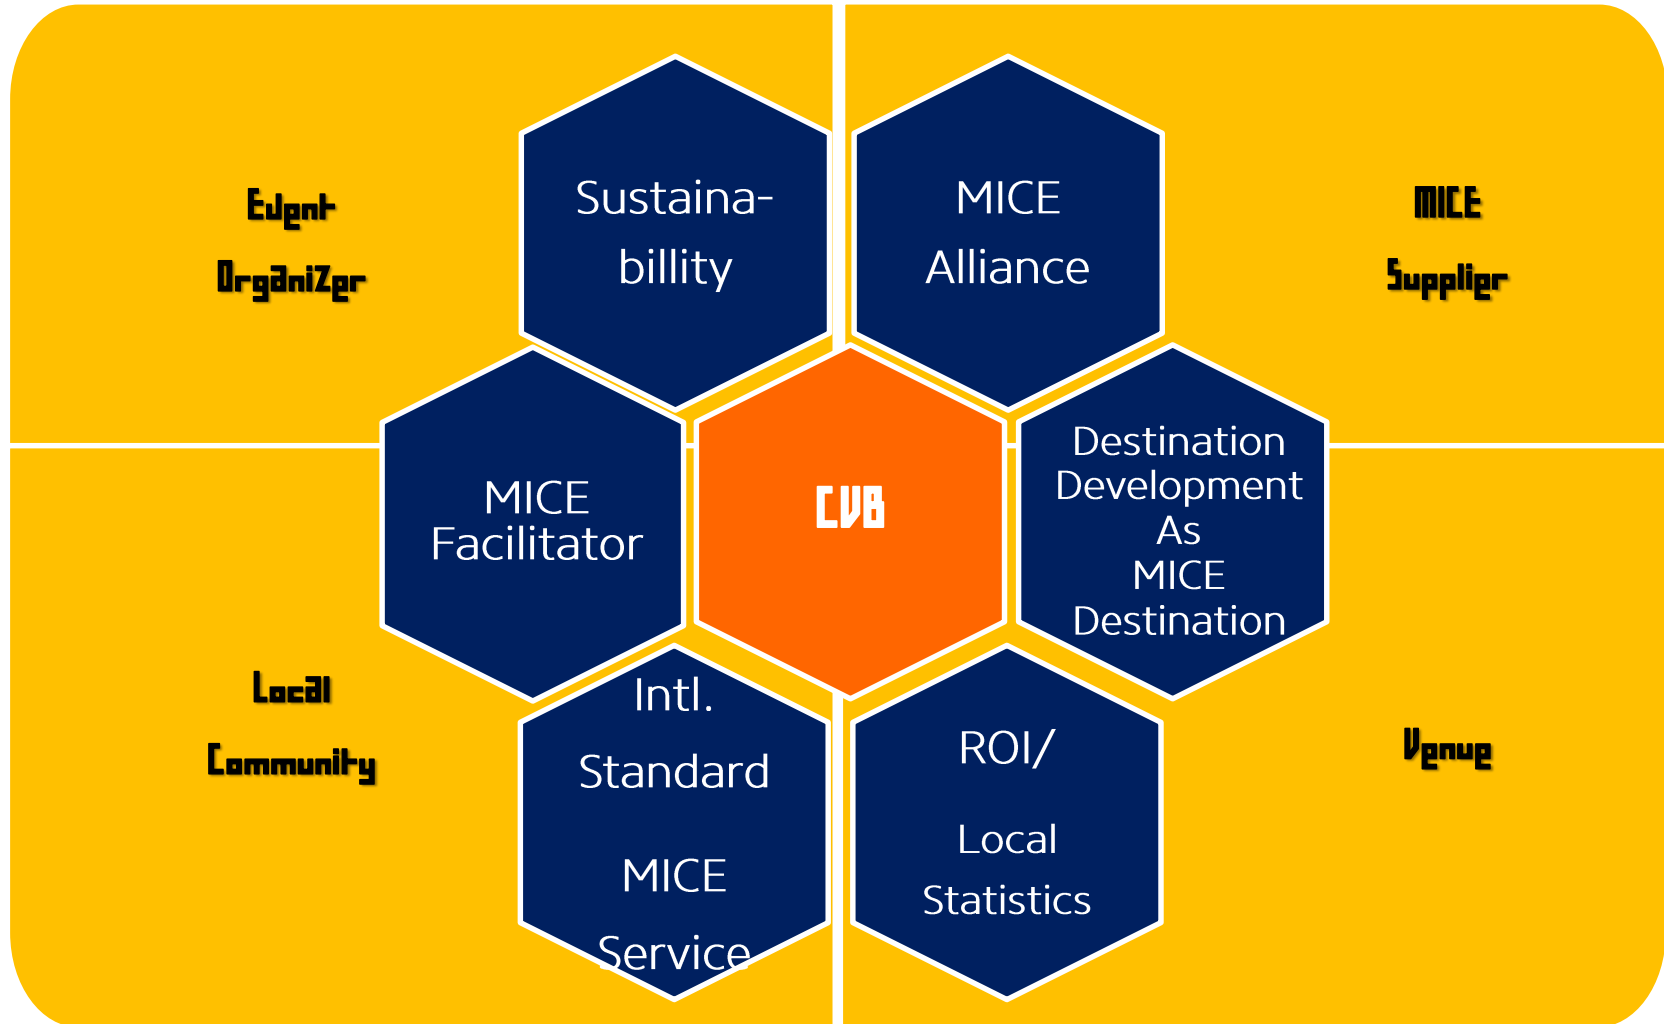 Event
Organizer
Sustaina-
billity
MICE
Alliance
MICE
Supplier
MICE
Facilitator
CVB
Destination
Development
As
MICE
Destination
Local
Community
Intl.
Standard
MICE
Service
ROI/
Local
Statistics
Venue